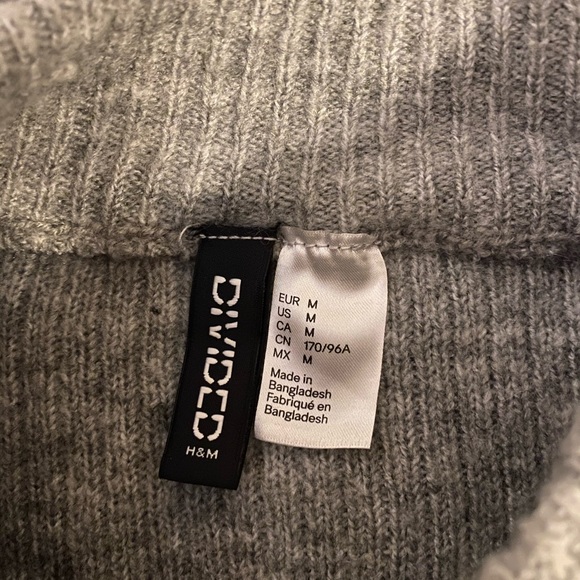 DIVIDED
H&M
EUR M
US M
CA M
CN 170/96A
MX M
Made in
Bangladesh
Fabriqué en
Bangladesh